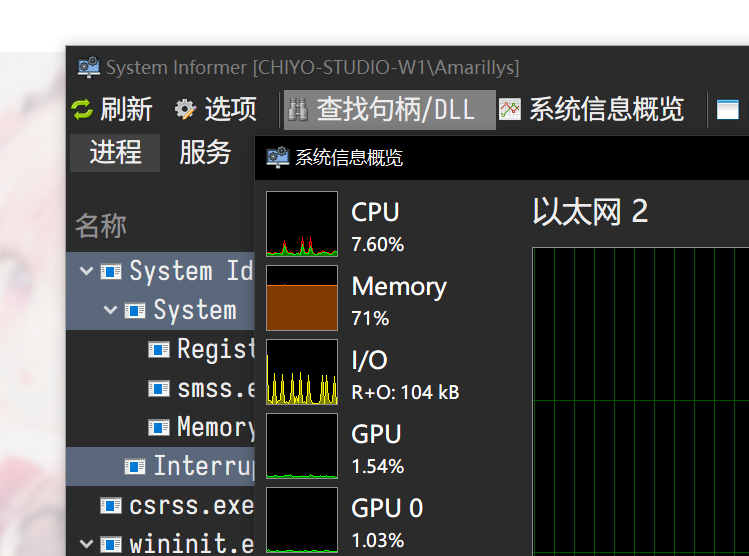 System Informer [CHIYO-STUDIO-W1\Amarillys]
刷新 选项 查找句柄/DLL 系统信息概览
进程 服务
系统信息概览
名称
System Id
System
Regist
smss.e
Memory
Interrup
csrss.exe
wininit.e
CPU
7.60%
Memory
71%
I/O
R+O: 104 kB
GPU
1.54%
GPU 0
1.03%
以太网 2